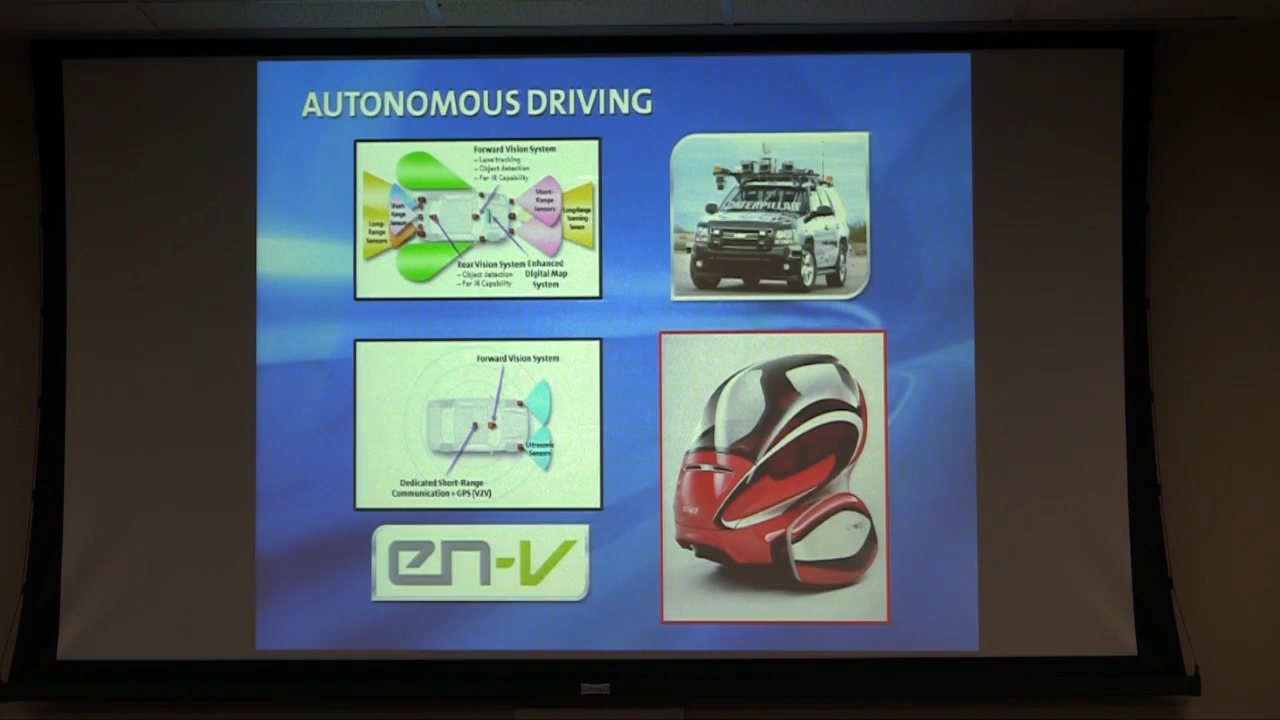 AUTONOMOUS DRIVING
Forward Vision System
– Lane tracking
– Object detection
– Far IR Capability
Short-
Range
Sensors
Long-
Range
Sensors
Short-
Range
Sensors
Long-Range
Scanning
Sensor
Rear Vision System
– Object detection
– Far IR Capability
Enhanced
Digital Map
System
CATERPILLAR
Forward Vision System
Ultrasonic
Sensors
Dedicated Short-Range
Communication + GPS (V2V)
en-v